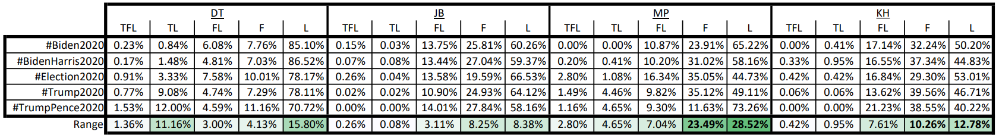 DT JB MP KH
TFL TL FL F L TFL TL FL F L TFL TL FL F L TFL TL FL F L
#Biden2020 0.23% 0.84% 6.08% 7.76% 85.10% 0.15% 0.03% 13.75% 25.81% 60.26% 0.00% 0.00% 10.87% 23.91% 65.22% 0.00% 0.41% 17.14% 32.24% 50.20%
#BidenHarris2020 0.17% 1.48% 4.81% 7.03% 86.52% 0.07% 0.08% 13.44% 27.04% 59.37% 0.20% 0.41% 10.20% 31.02% 58.16% 0.33% 0.95% 16.55% 37.34% 44.83%
#Election2020 0.91% 3.33% 7.58% 10.01% 78.17% 0.26% 0.04% 13.58% 19.59% 66.53% 2.80% 1.08% 16.34% 35.05% 44.73% 0.42% 0.42% 16.84% 29.30% 53.01%
#Trump2020 0.77% 9.08% 4.74% 7.29% 78.11% 0.02% 0.02% 10.90% 24.93% 64.12% 1.49% 4.46% 9.82% 35.12% 49.11% 0.06% 0.06% 13.62% 39.56% 46.71%
#TrumpPence2020 1.53% 12.00% 4.59% 11.16% 70.72% 0.00% 0.00% 14.01% 27.84% 58.16% 1.16% 4.65% 9.30% 11.63% 73.26% 0.00% 0.00% 21.23% 38.55% 40.22%
Range 1.36% 11.16% 3.00% 4.13% 15.80% 0.26% 0.08% 3.11% 8.25% 8.38% 2.80% 4.65% 7.04% 23.49% 28.52% 0.42% 0.95% 7.61% 10.26% 12.78%